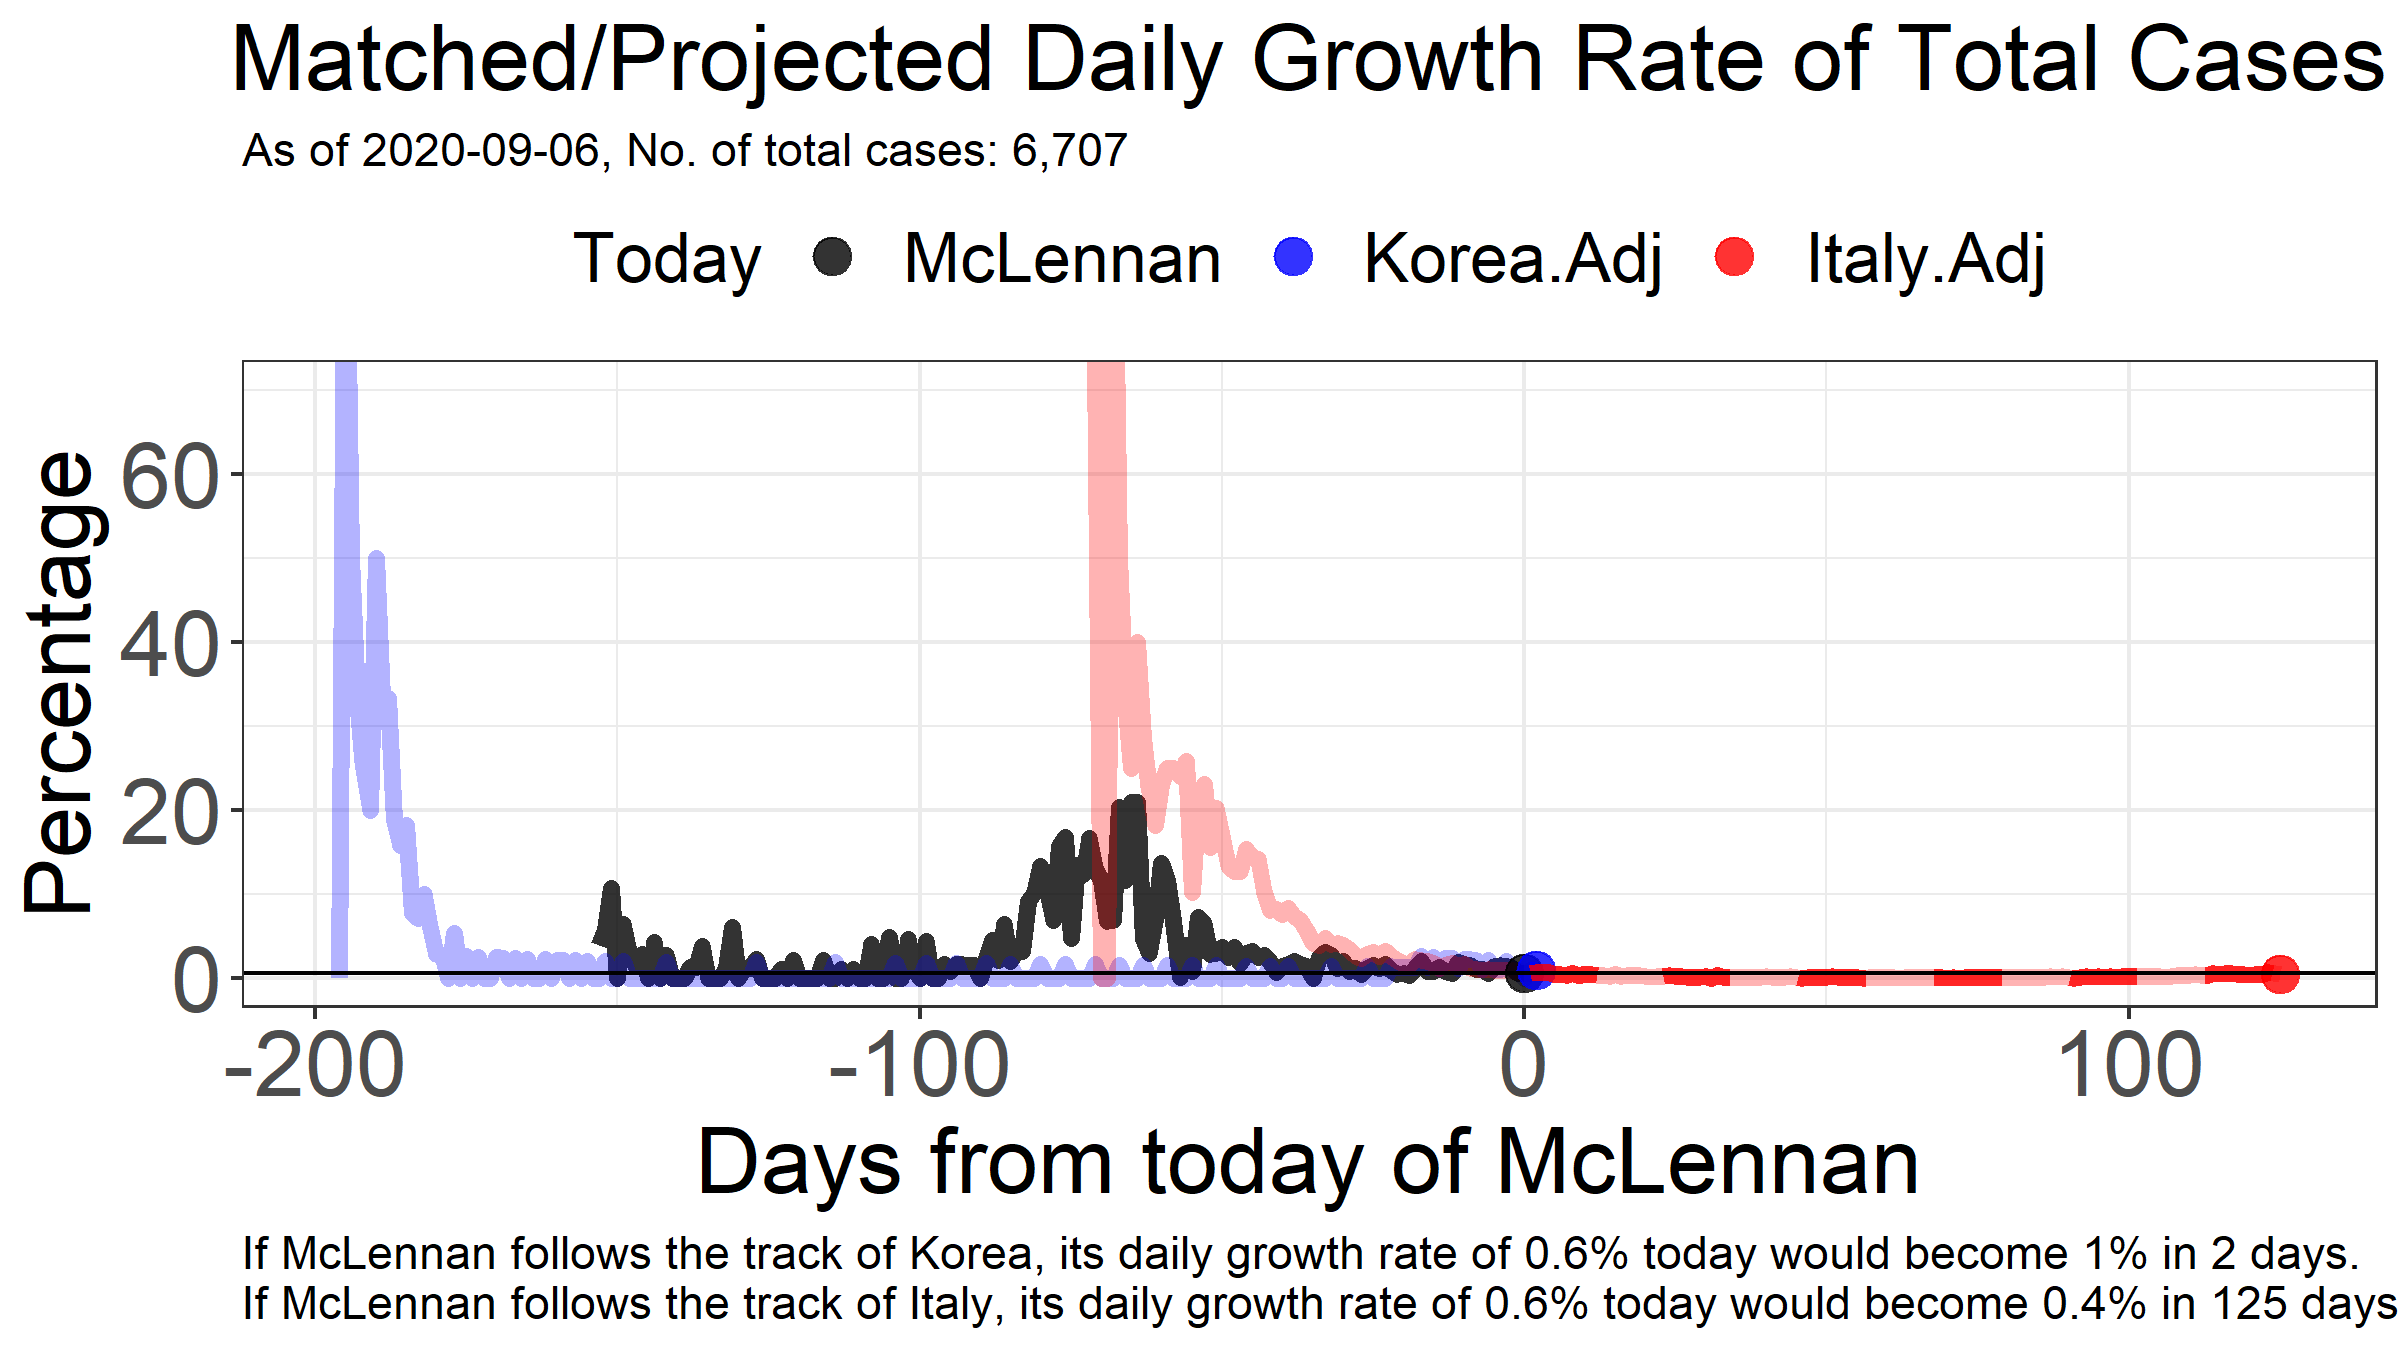 Matched/Projected Daily Growth Rate of Total Cases
As of 2020-09-06, No. of total cases: 6,707
Today McLennan Korea.Adj Italy.Adj
Percentage
60
40
20
0
-200 -100 0 100
Days from today of McLennan
If McLennan follows the track of Korea, its daily growth rate of 0.6% today would become 1% in 2 days.
If McLennan follows the track of Italy, its daily growth rate of 0.6% today would become 0.4% in 125 days